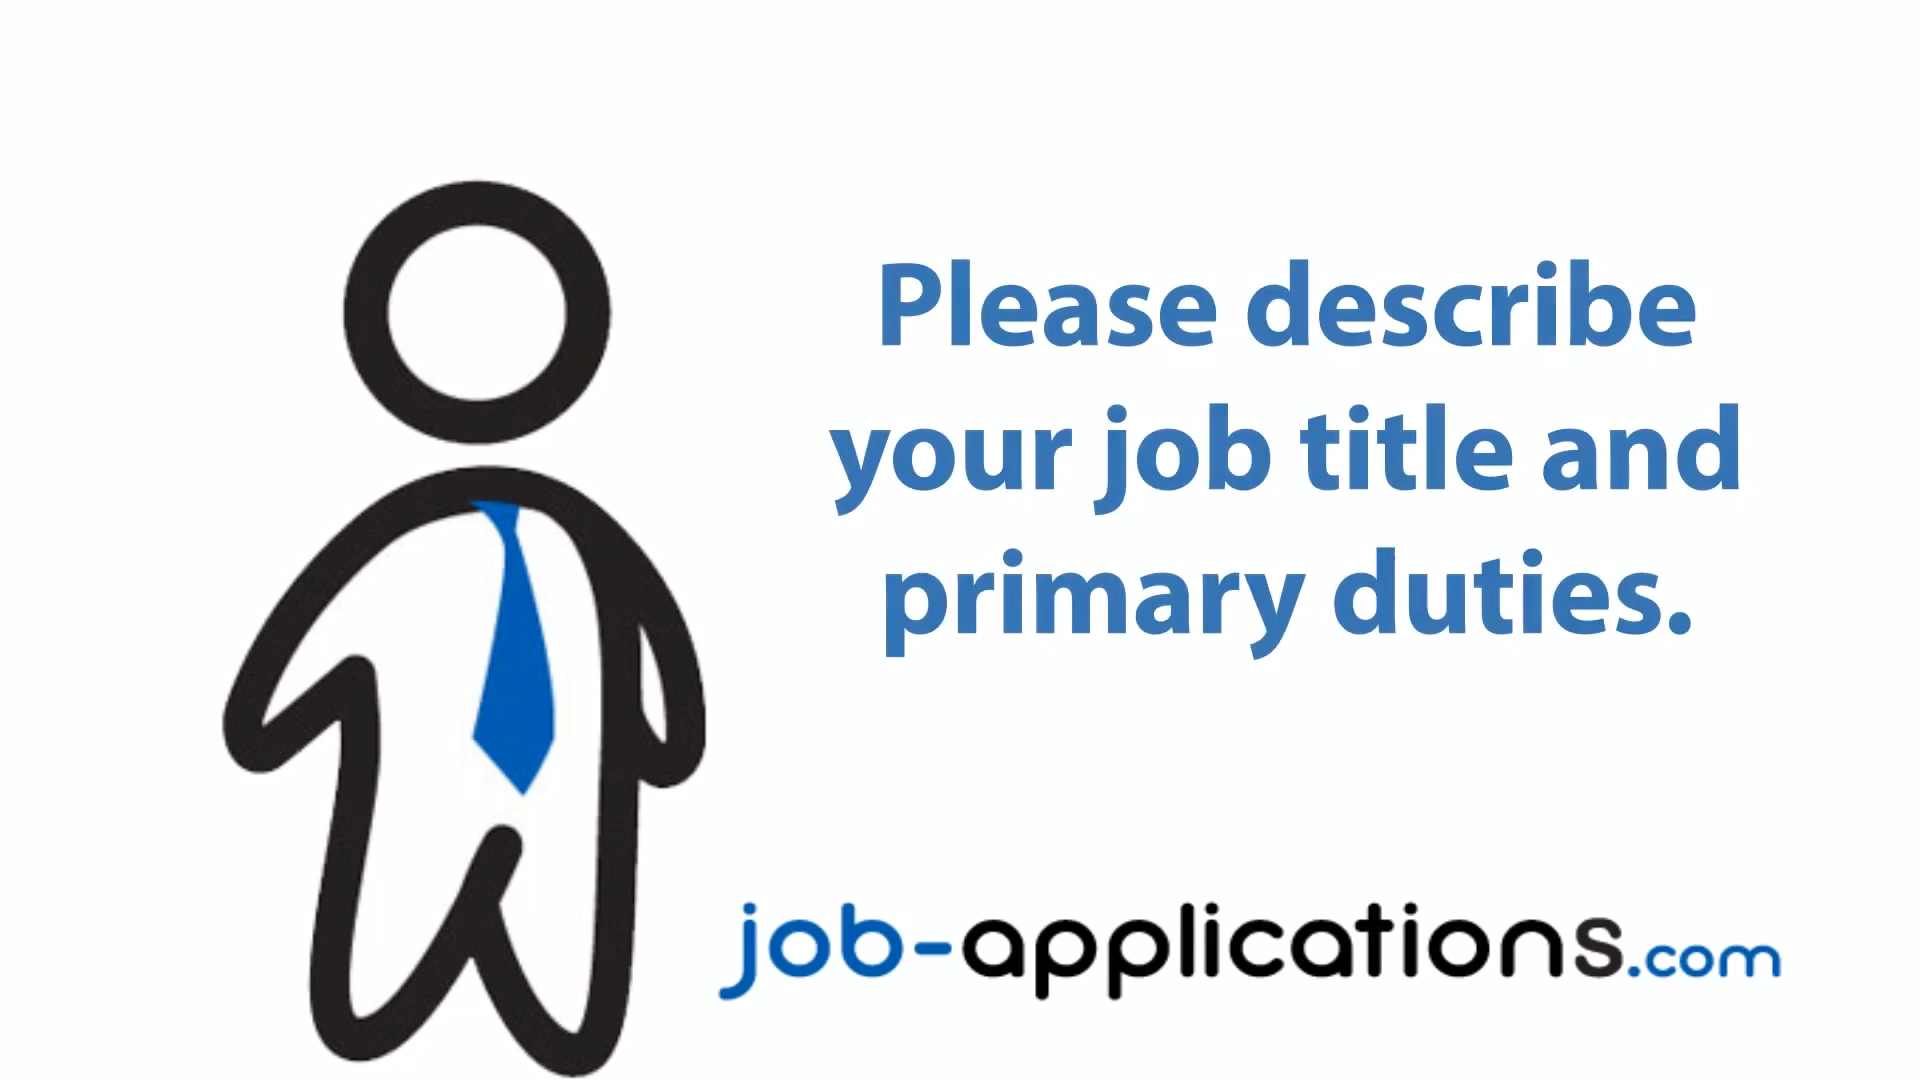 Please describe
your job title and
primary duties.
job-applications.com